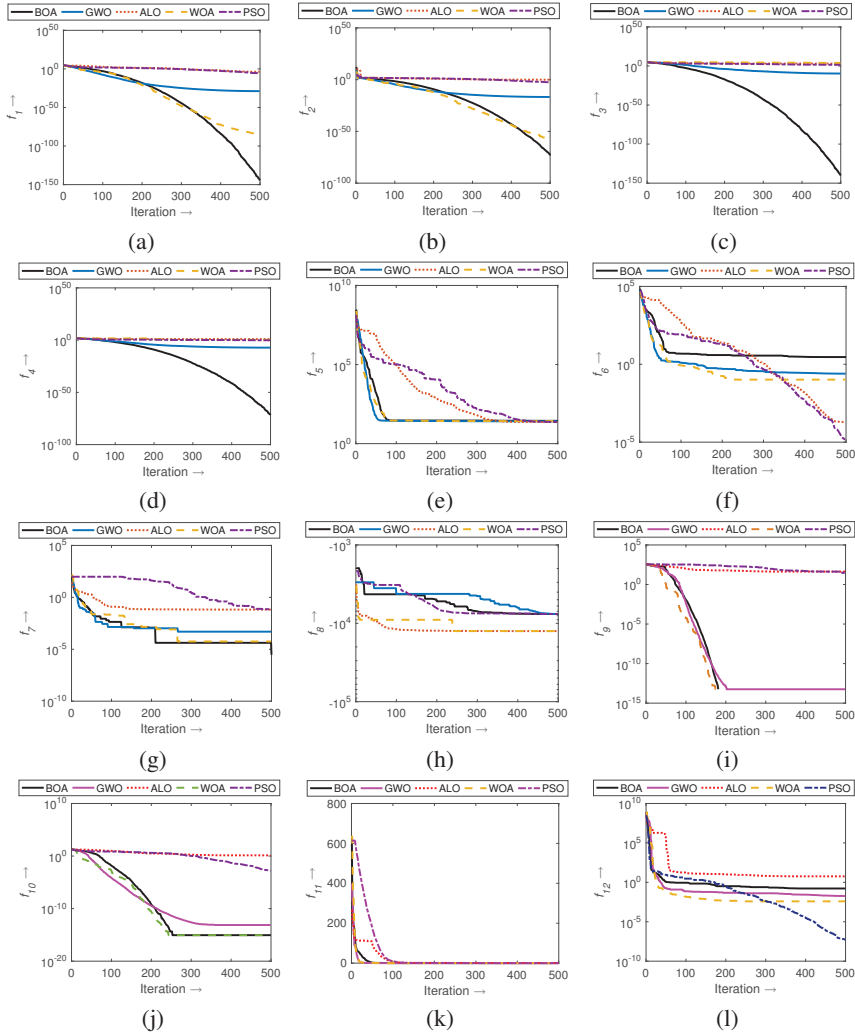 BOA GWO ALO WOA PSO
BOA GWO ALO WOA PSO
BOA GWO ALO WOA PSO
f1 →
10^50
10^0
10^-50
10^-100
10^-150
0 100 200 300 400 500
Iteration →
(a)
f2 →
10^50
10^0
10^-50
10^-100
0 100 200 300 400 500
Iteration →
(b)
f3 →
10^50
10^0
10^-50
10^-100
10^-150
0 100 200 300 400 500
Iteration →
(c)
BOA GWO ALO WOA PSO
BOA GWO ALO WOA PSO
BOA GWO ALO WOA PSO
f4 →
10^50
10^0
10^-50
10^-100
0 100 200 300 400 500
Iteration →
(d)
f5 →
10^10
10^5
10^0
0 100 200 300 400 500
Iteration →
(e)
f6 →
10^5
10^0
10^-5
0 100 200 300 400 500
Iteration →
(f)
BOA GWO ALO WOA PSO
BOA GWO ALO WOA PSO
BOA GWO ALO WOA PSO
f7 →
10^5
10^0
10^-5
10^-10
0 100 200 300 400 500
Iteration →
(g)
f8 →
-10^3
-10^4
-10^5
0 100 200 300 400 500
Iteration →
(h)
f9 →
10^5
10^0
10^-5
10^-10
10^-15
0 100 200 300 400 500
Iteration →
(i)
BOA GWO ALO WOA PSO
BOA GWO ALO WOA PSO
BOA GWO ALO WOA PSO
f10 →
10^10
10^0
10^-10
10^-20
0 100 200 300 400 500
Iteration →
(j)
f11 →
800
600
400
200
0
0 100 200 300 400 500
Iteration →
(k)
f12 →
10^10
10^5
10^0
10^-5
10^-10
0 100 200 300 400 500
Iteration →
(l)